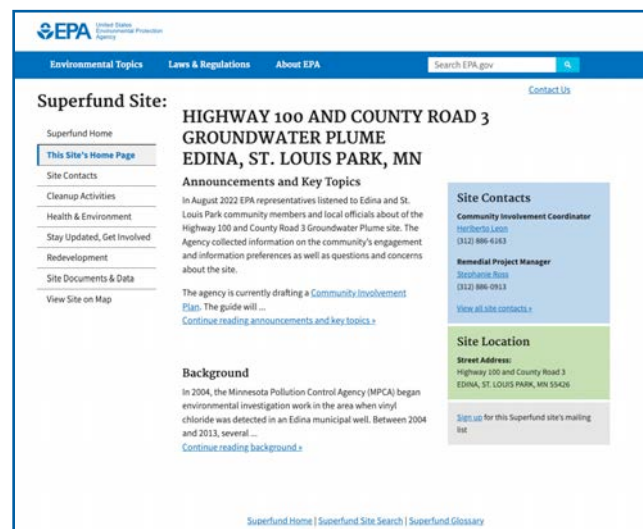 EPA
United States
Environmental Protection
Agency
Environmental Topics Laws & Regulations About EPA Search EPA.gov
Contact Us
Superfund Site:
HIGHWAY 100 AND COUNTY ROAD 3
GROUNDWATER PLUME
EDINA, ST. LOUIS PARK, MN
Superfund Home
This Site's Home Page
Site Contacts
Cleanup Activities
Health & Environment
Stay Updated, Get Involved
Redevelopment
Site Documents & Data
View Site on Map
Announcements and Key Topics
In August 2022 EPA representatives listened to Edina and St.
Louis Park community members and local officials about of the
Highway 100 and County Road 3 Groundwater Plume site. The
Agency collected information on the community's engagement
and information preferences as well as questions and concerns
about the site.
The agency is currently drafting a Community Involvement
Plan. The guide will ...
Continue reading announcements and key topics »
Background
In 2004, the Minnesota Pollution Control Agency (MPCA) began
environmental investigation work in the area when vinyl
chloride was detected in an Edina municipal well. Between 2004
and 2013, several ...
Continue reading background »
Site Contacts
Community Involvement Coordinator
Heriberto Leon
(312) 886-6163
Remedial Project Manager
Stephanie Ross
(312) 886-0913
View all site contacts »
Site Location
Street Address:
Highway 100 and County Road 3
EDINA, ST. LOUIS PARK, MN 55426
Sign up for this Superfund site's mailing
list
Superfund Home | Superfund Site Search | Superfund Glossary